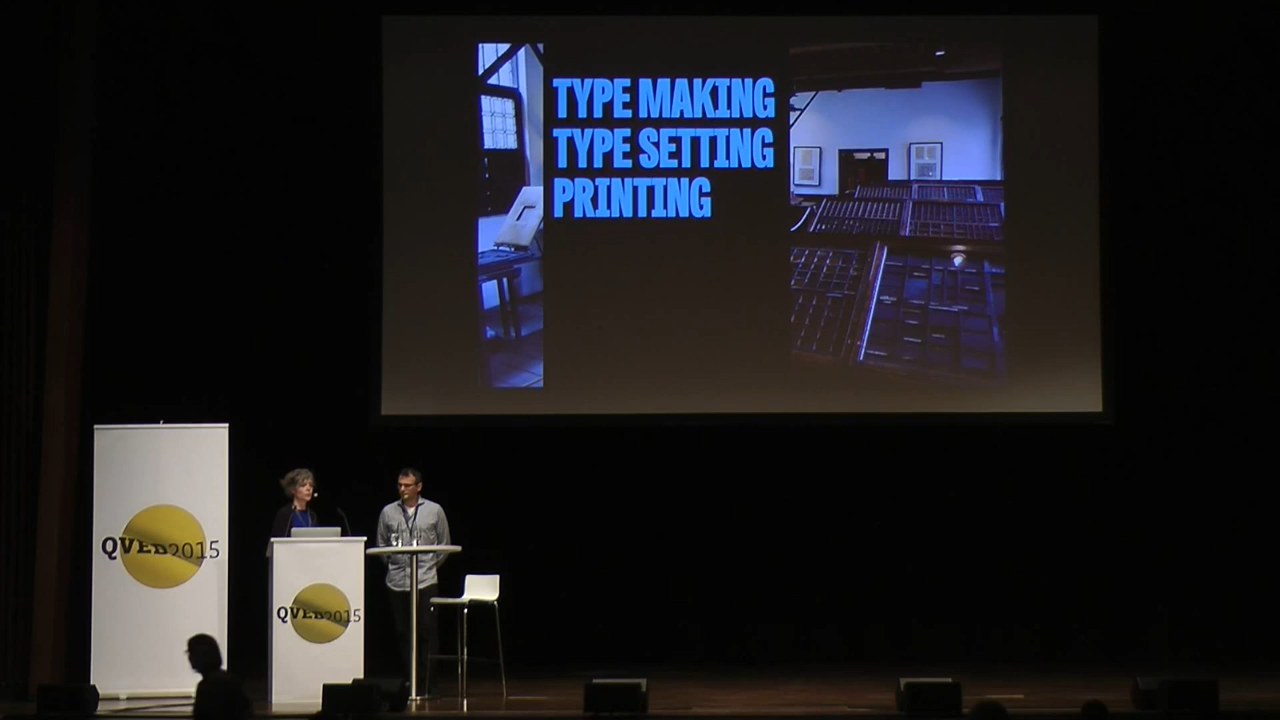 TYPE MAKING
TYPE SETTING
PRINTING
QVED2015
QVED2015